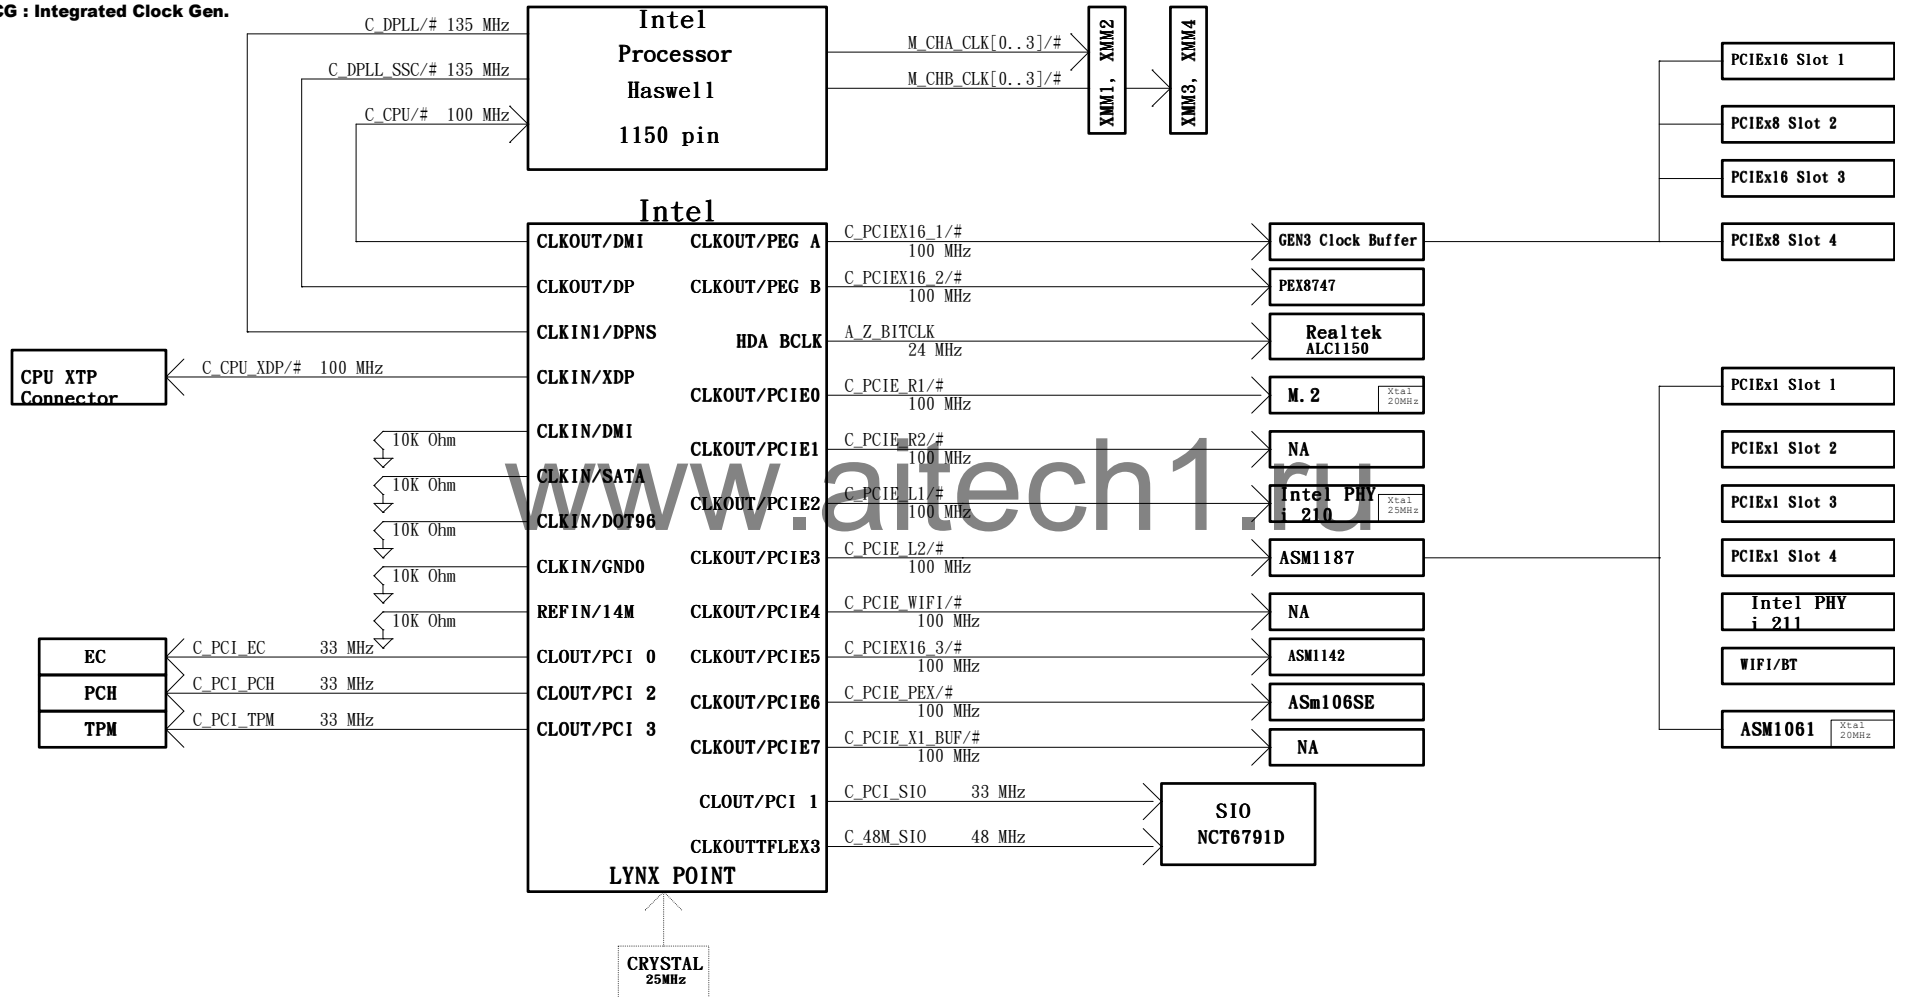 CG : Integrated Clock Gen.
C_DPLL/# 135 MHz
C_DPLL_SSC/# 135 MHz
C_CPU/# 100 MHz
Intel
Processor
Haswell
1150 pin
M_CHA_CLK[0..3]/#
M_CHB_CLK[0..3]/#
XMM1, XMM2
XMM3, XMM4
PCIEx16 Slot 1
PCIEx8 Slot 2
PCIEx16 Slot 3
PCIEx8 Slot 4
Intel
CLKOUT/DMI
CLKOUT/DP
CLKIN1/DPNS
CLKIN/XDP
CLKIN/DMI
CLKIN/SATA
CLKIN/DOT96
CLKIN/GND0
REFIN/14M
CLOUT/PCI 0
CLOUT/PCI 2
CLOUT/PCI 3
CLKOUT/PEG A
CLKOUT/PEG B
HDA BCLK
CLKOUT/PCIE0
CLKOUT/PCIE1
CLKOUT/PCIE2
CLKOUT/PCIE3
CLKOUT/PCIE4
CLKOUT/PCIE5
CLKOUT/PCIE6
CLKOUT/PCIE7
CLOUT/PCI 1
CLKOUTTFLEX3
LYNX POINT
CPU XTP
Connector
C_CPU_XDP/# 100 MHz
10K Ohm
10K Ohm
10K Ohm
10K Ohm
10K Ohm
EC
C_PCI_EC 33 MHz
PCH
C_PCI_PCH 33 MHz
TPM
C_PCI_TPM 33 MHz
C_PCIEX16_1/#
100 MHz
GEN3 Clock Buffer
C_PCIEX16_2/#
100 MHz
PEX8747
A_Z_BITCLK
24 MHz
Realtek
ALC1150
C_PCIE_R1/#
100 MHz
M.2
Xtal
20MHz
C_PCIE_R2/#
100 MHz
NA
C_PCIE_L1/#
100 MHz
Intel PHY
i 210
Xtal
25MHz
C_PCIE_L2/#
100 MHz
ASM1187
C_PCIE_WIFI/#
100 MHz
NA
C_PCIEX16_3/#
100 MHz
ASM1142
C_PCIE_PEX/#
100 MHz
ASm106SE
C_PCIE_X1_BUF/#
100 MHz
NA
C_PCI_SIO 33 MHz
C_48M_SIO 48 MHz
SIO
NCT6791D
PCIEx1 Slot 1
PCIEx1 Slot 2
PCIEx1 Slot 3
PCIEx1 Slot 4
Intel PHY
i 211
WIFI/BT
ASM1061
Xtal
20MHz
CRYSTAL
25MHz
www.aitech1.ru